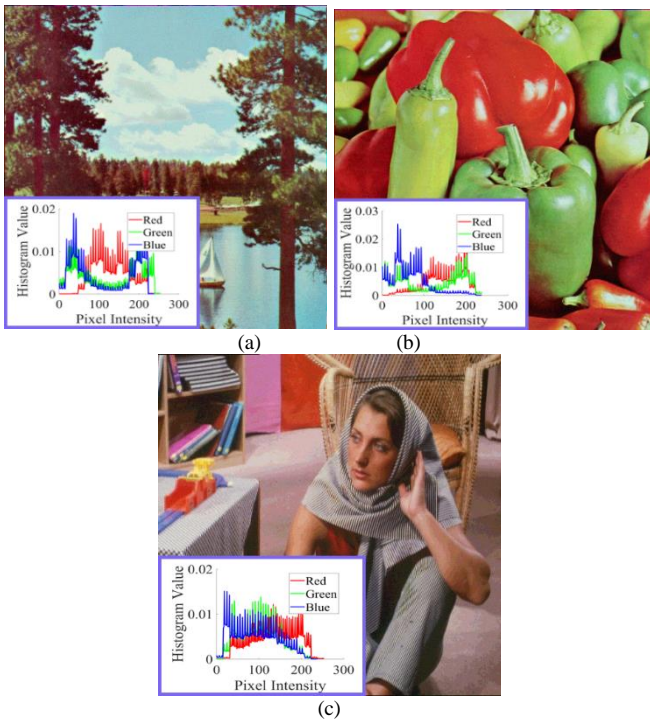 0.02
Histogram Value
Red
Green
Blue
0.01
0
0 100 200 300
Pixel Intensity
(a)
0.03
Histogram Value
Red
0.02
Green
Blue
0.01
0
0 100 200 300
Pixel Intensity
(b)
0.02
Histogram Value
Red
Green
Blue
0.01
0
0 100 200 300
Pixel Intensity
(c)